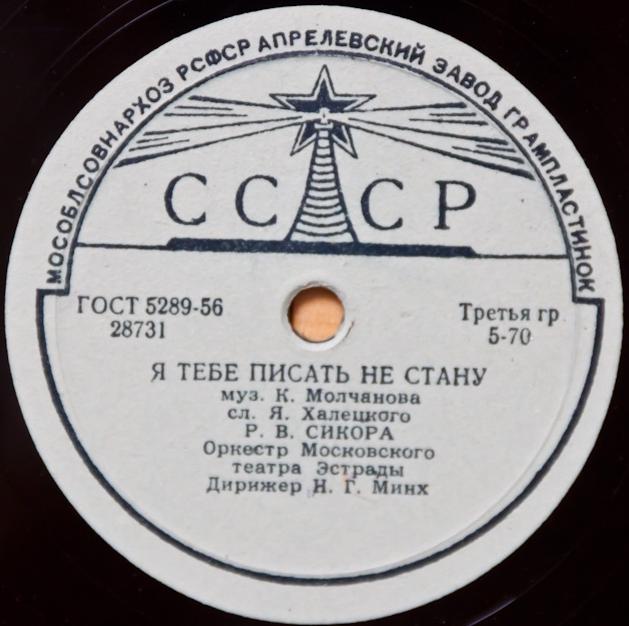 МОСОБЛСОВНАРХОЗ РСФСР АПРЕЛЕВСКИЙ ЗАВОД ГРАМПЛАСТИНОК
СССР
ГОСТ 5289-56
28731
Третья гр
5-70
Я ТЕБЕ ПИСАТЬ НЕ СТАНУ
муз. К. Молчанова
сл. Я. Халецкого
Р. В. СИКОРА
Оркестр Московского
театра Эстрады
Дирижер Н. Г. Минх